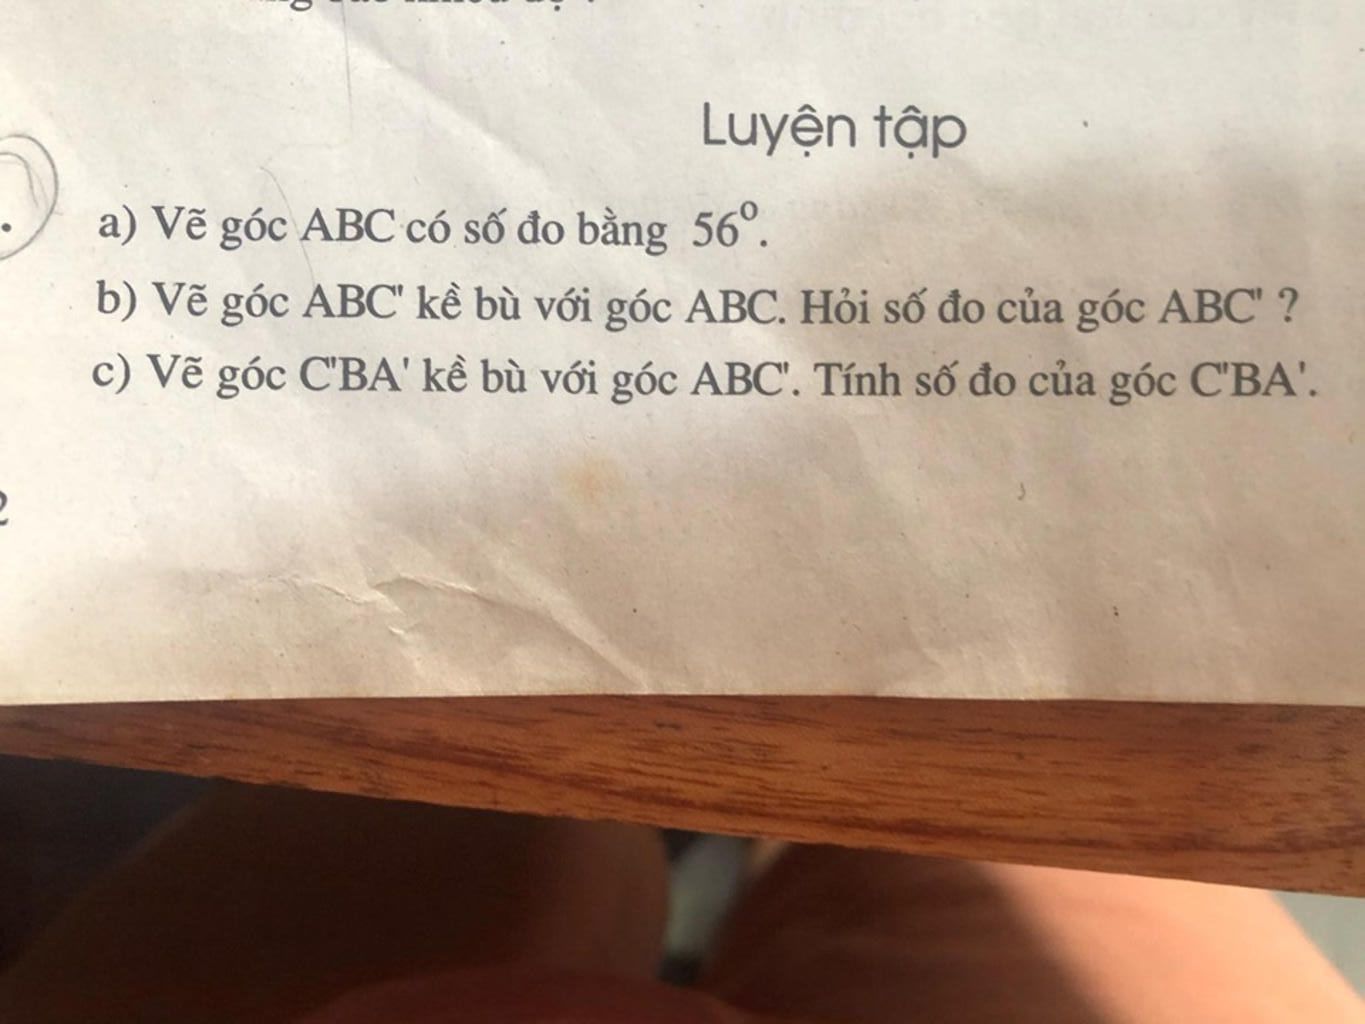 Luyện tập
a) Vẽ góc ABC có số đo bằng 56°.
b) Vẽ góc ABC' kề bù với góc ABC. Hỏi số đo của góc ABC' ?
c) Vẽ góc C'BA' kề bù với góc ABC'. Tính số đo của góc C'BA'.